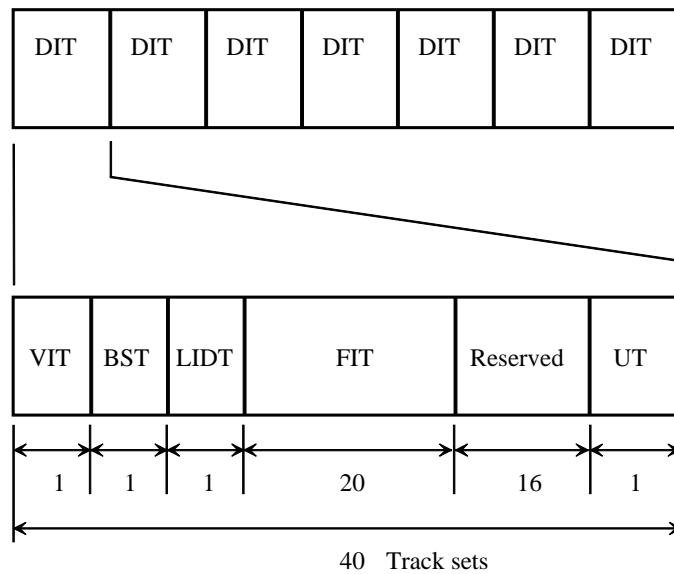 DIT DIT DIT DIT DIT DIT DIT
VIT BST LIDT FIT Reserved UT
1 1 1 20 16 1
40 Track sets